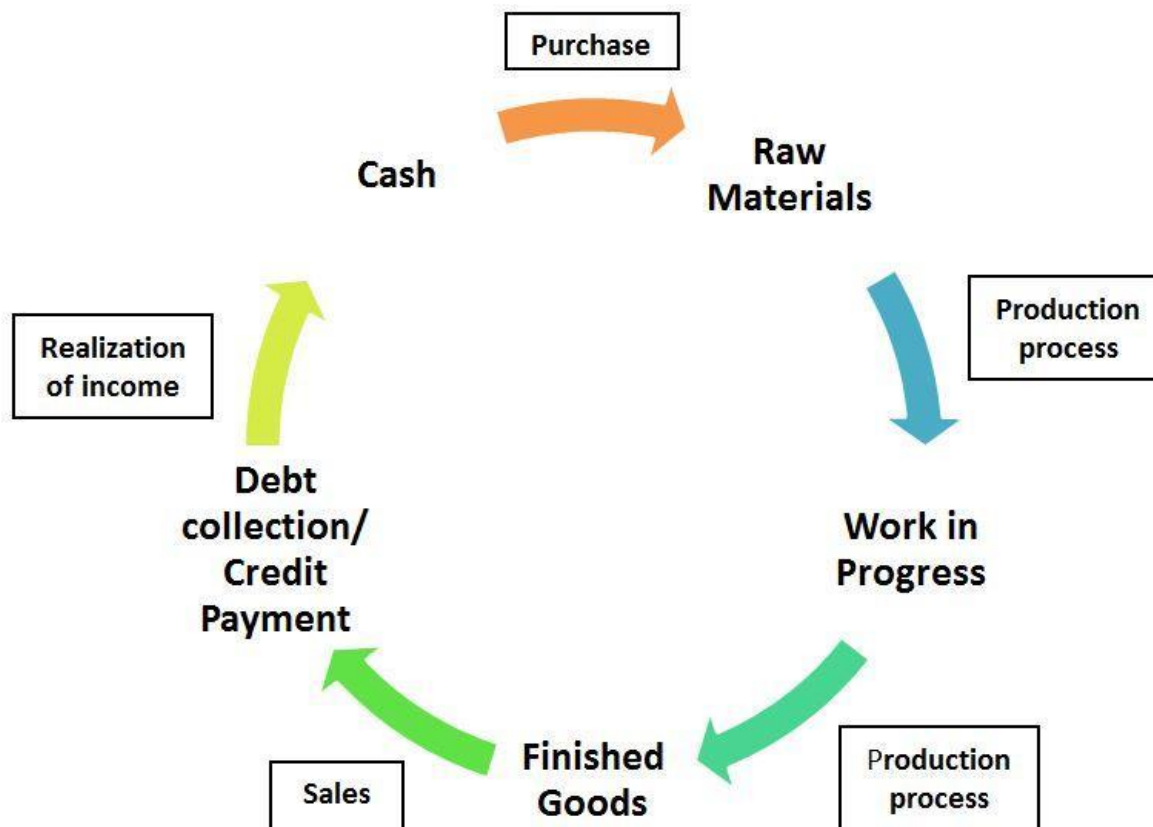 Purchase
Cash
Raw
Materials
Production
process
Work in
Progress
Production
process
Finished
Goods
Sales
Debt
collection/
Credit
Payment
Realization
of income